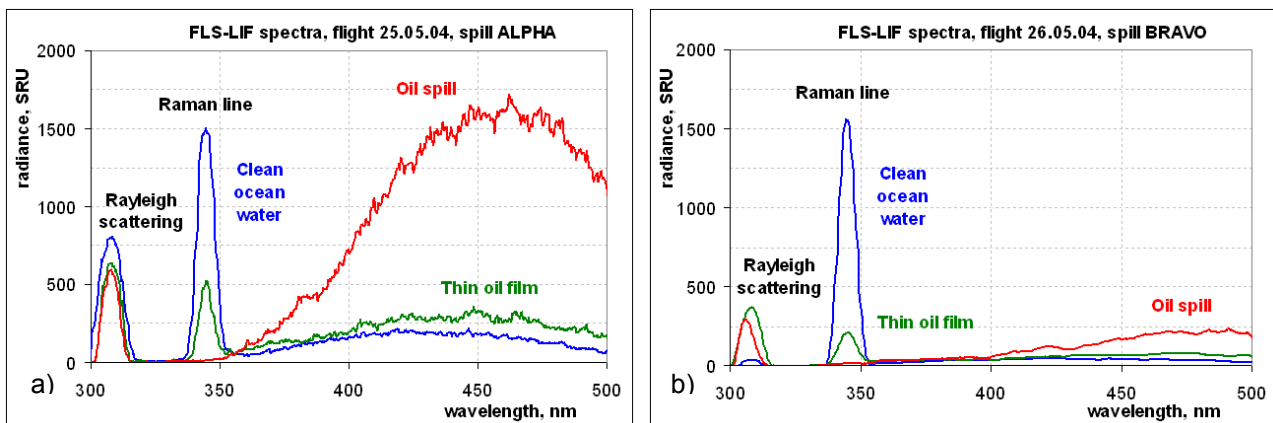 FLS-LIF spectra, flight 25.05.04, spill ALPHA
radiance, SRU
2000
1500
1000
500
0
Raman line
Oil spill
Clean
ocean
water
Rayleigh
scattering
Thin oil film
a)
300 350 400 450 500
wavelength, nm
FLS-LIF spectra, flight 26.05.04, spill BRAVO
radiance, SRU
2000
1500
1000
500
0
Raman line
Clean
ocean
water
Rayleigh
scattering
Oil spill
Thin oil film
b)
300 350 400 450 500
wavelength, nm